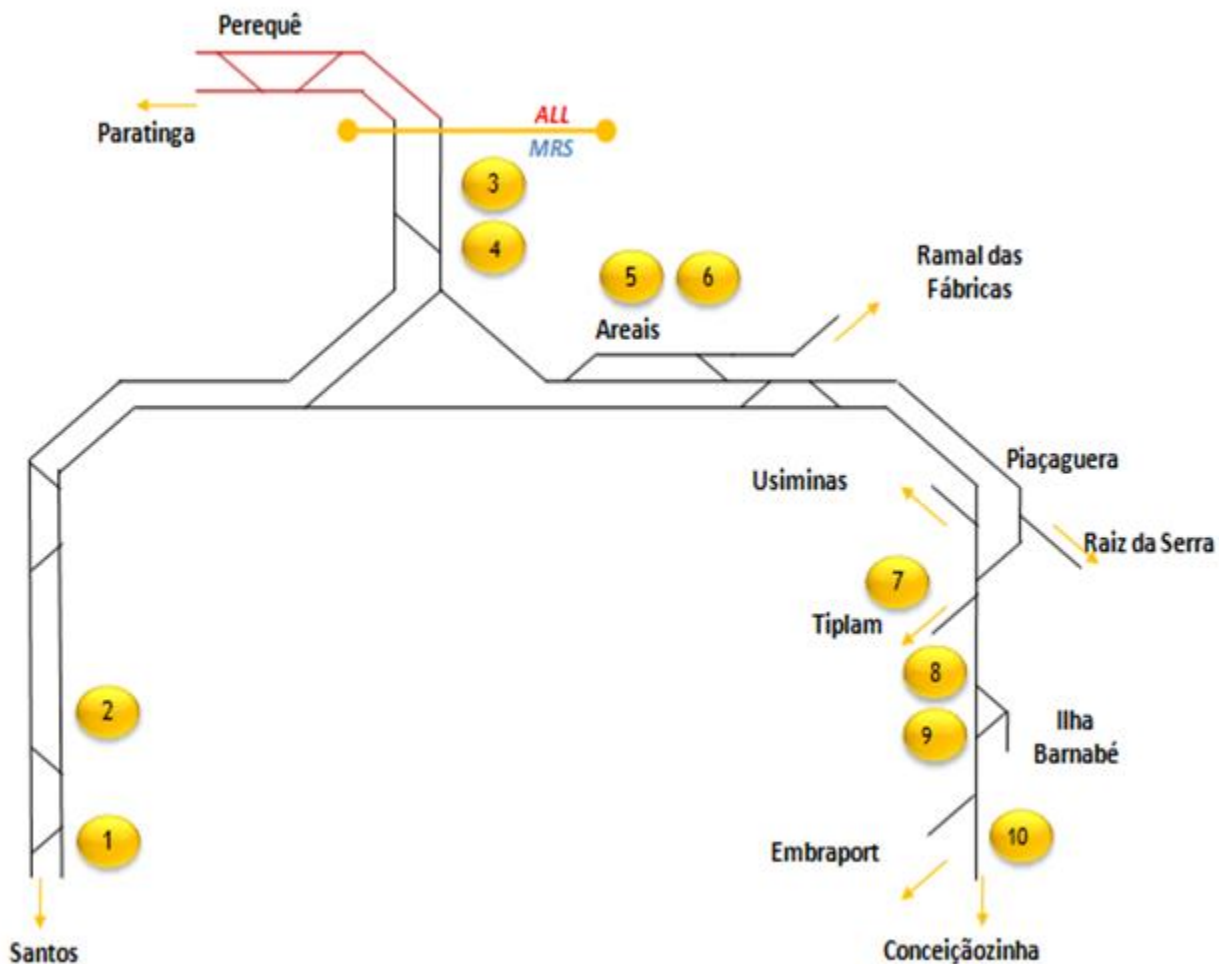 Perequê
Paratinga
ALL
MRS
3
4
5
6
Areais
Ramal das
Fábricas
Piaçaguera
Usiminas
Raiz da Serra
7
Tiplam
8
9
Ilha
Barnabé
2
1
10
Embraport
Santos
Conceiçãozinha